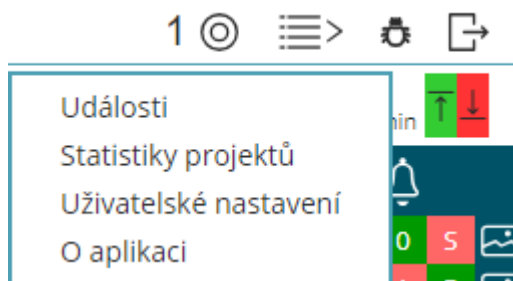 1
Události
min
Statistiky projektů
Uživatelské nastavení
0 S
O aplikaci